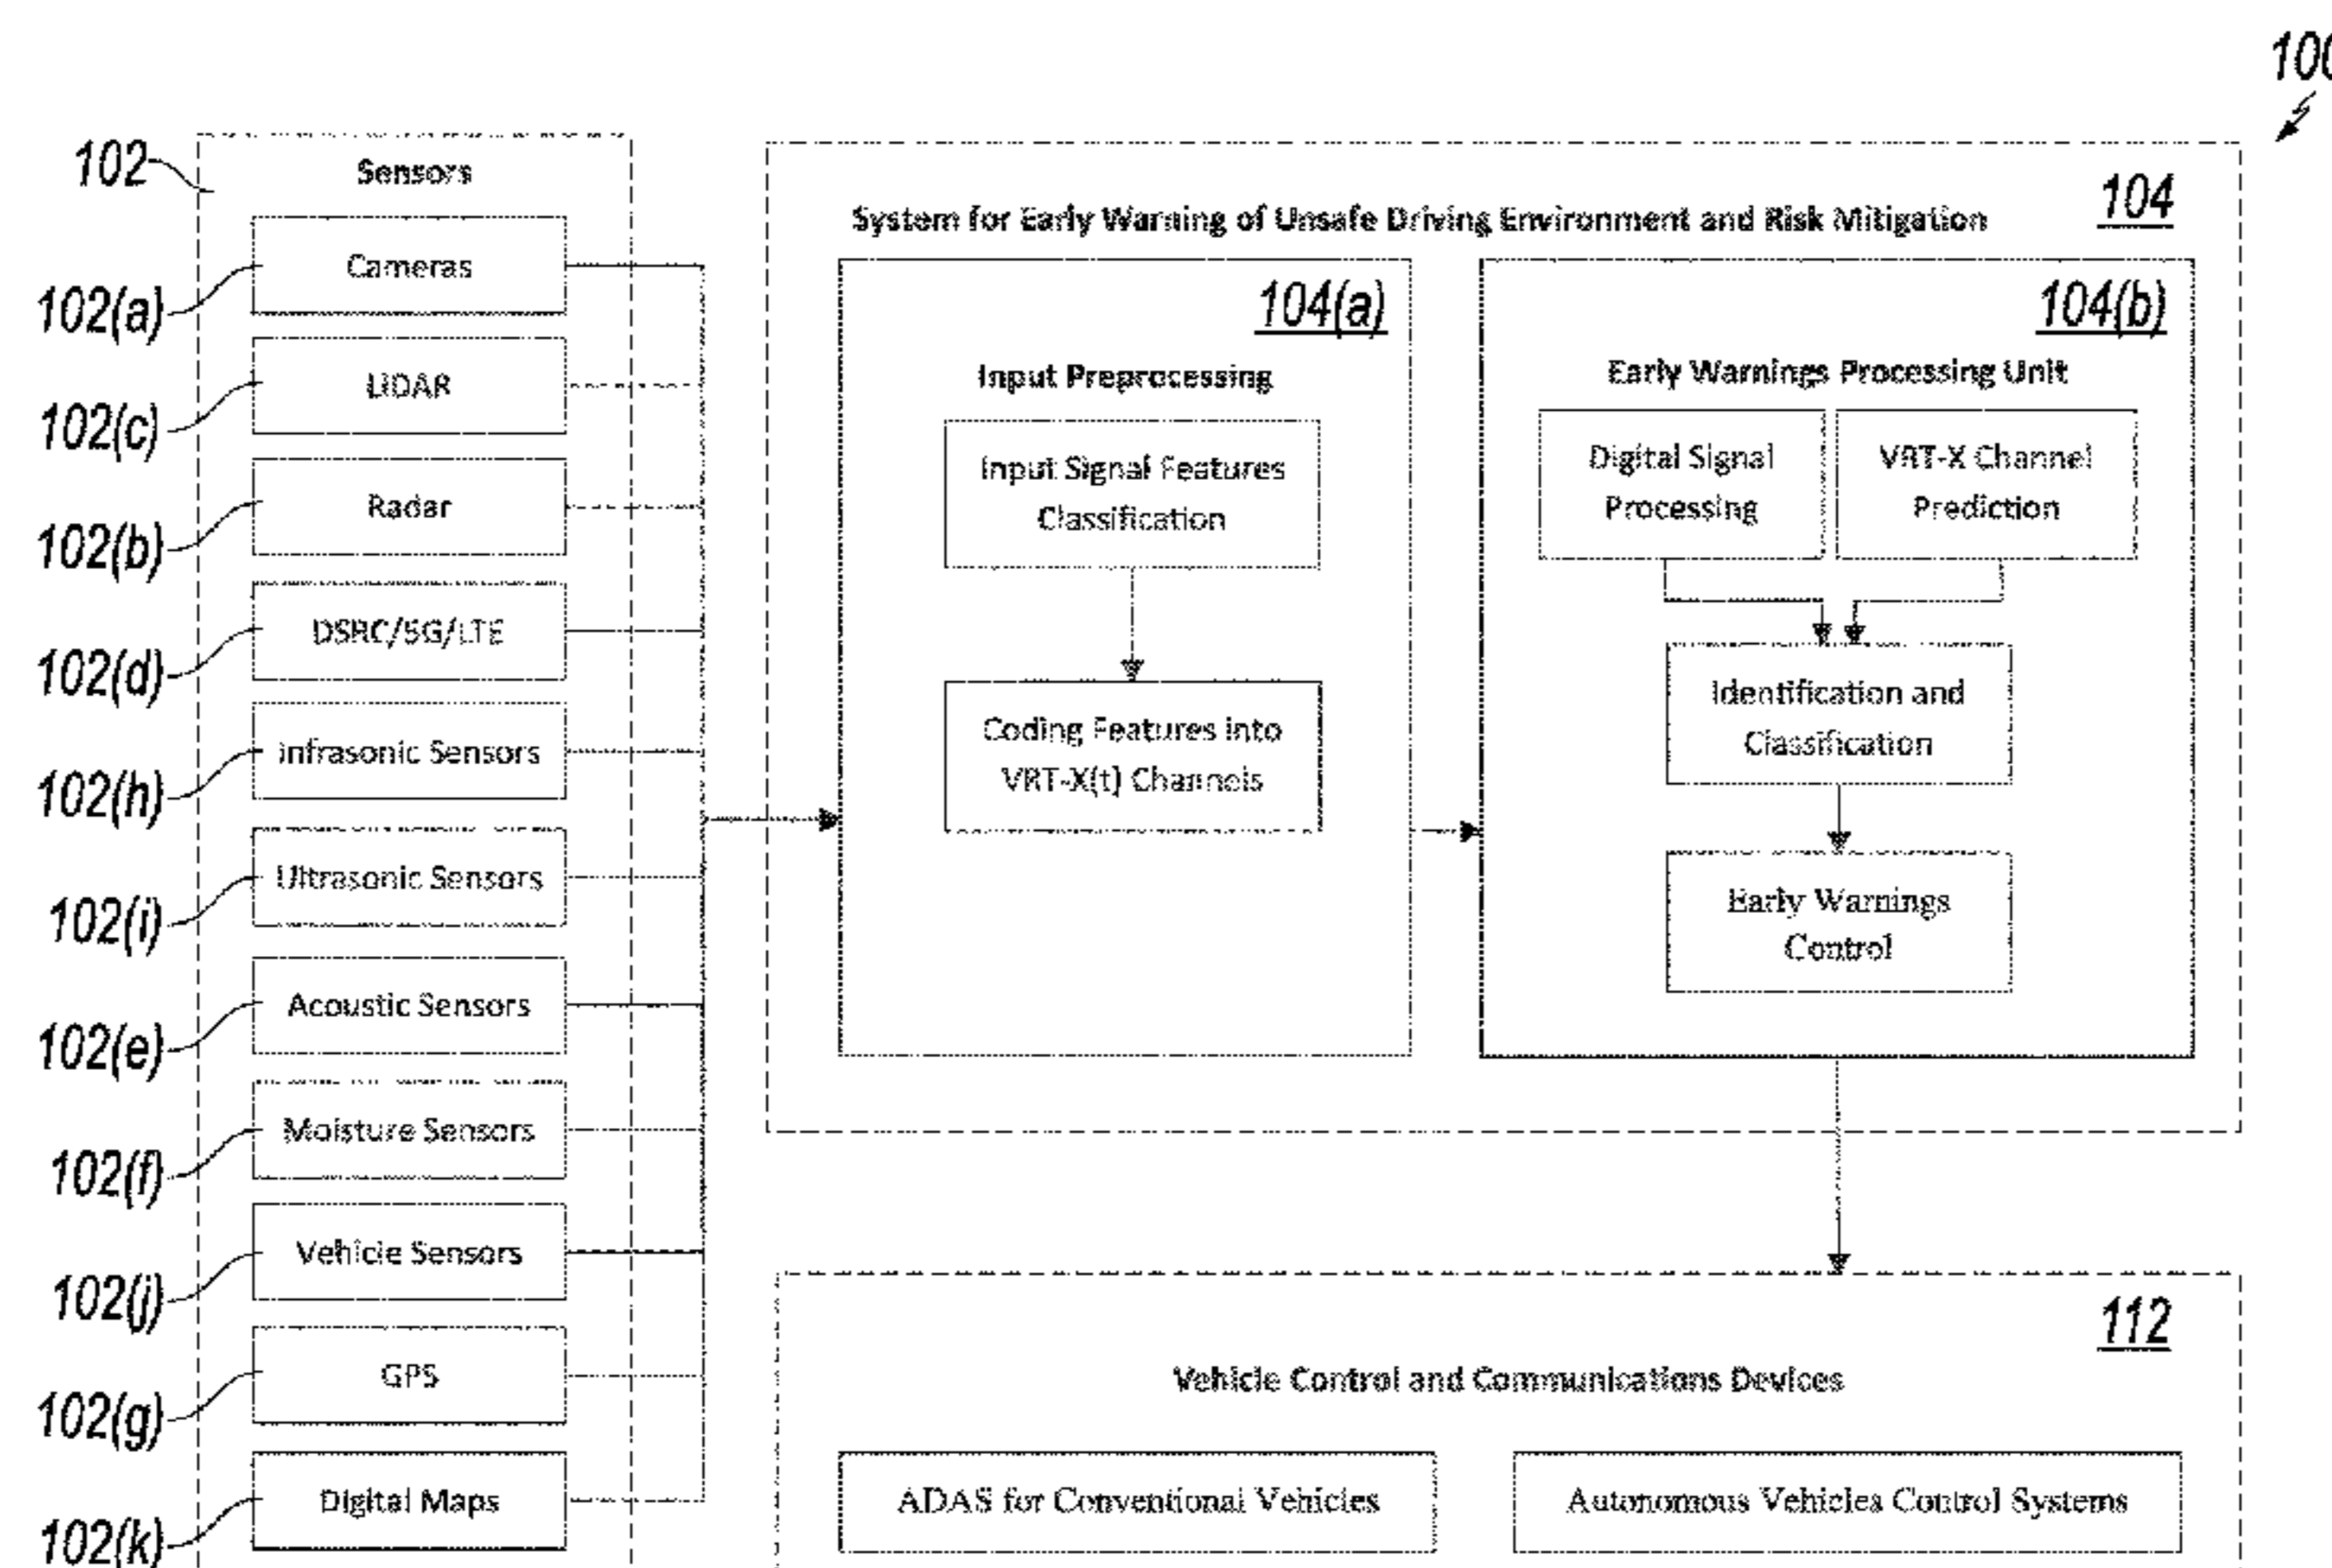 100
102
Sensors
Cameras
102(a)
LiDAR
102(c)
Radar
102(b)
DSRC/5G/LTE
102(d)
Infrasonic Sensors
102(h)
Ultrasonic Sensors
102(i)
Acoustic Sensors
102(e)
Moisture Sensors
102(f)
Vehicle Sensors
102(j)
GPS
102(g)
Digital Maps
102(k)
104
System for Early Warning of Unsafe Driving Environment and Risk Mitigation
104(a)
Input Preprocessing
Input Signal Features
Classification
Coding Features into
VRT-X(t) Channels
104(b)
Early Warnings Processing Unit
Digital Signal
Processing
VRT-X Channel
Prediction
Identification and
Classification
Early Warnings
Control
112
Vehicle Control and Communications Devices
ADAS for Conventional Vehicles
Autonomous Vehicles Control Systems